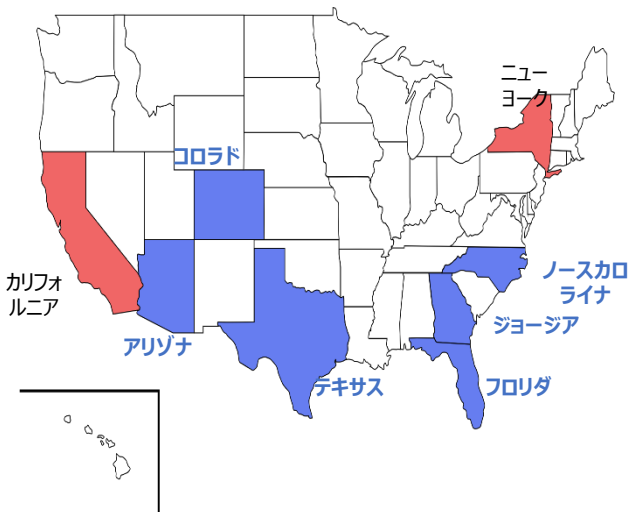 ニュー
ヨーク
コロラド
カリフォ
ルニア
アリゾナ
テキサス
ノースカロ
ライナ
ジョージア
フロリダ